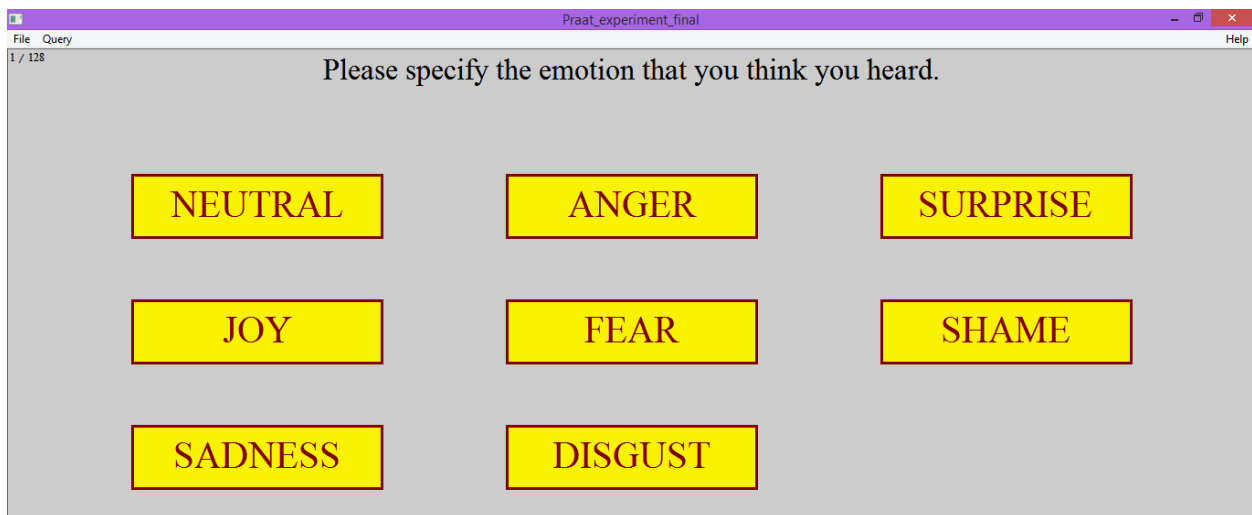 Praat_experiment_final
File Query Help
1 / 128
Please specify the emotion that you think you heard.
NEUTRAL ANGER SURPRISE
JOY FEAR SHAME
SADNESS DISGUST